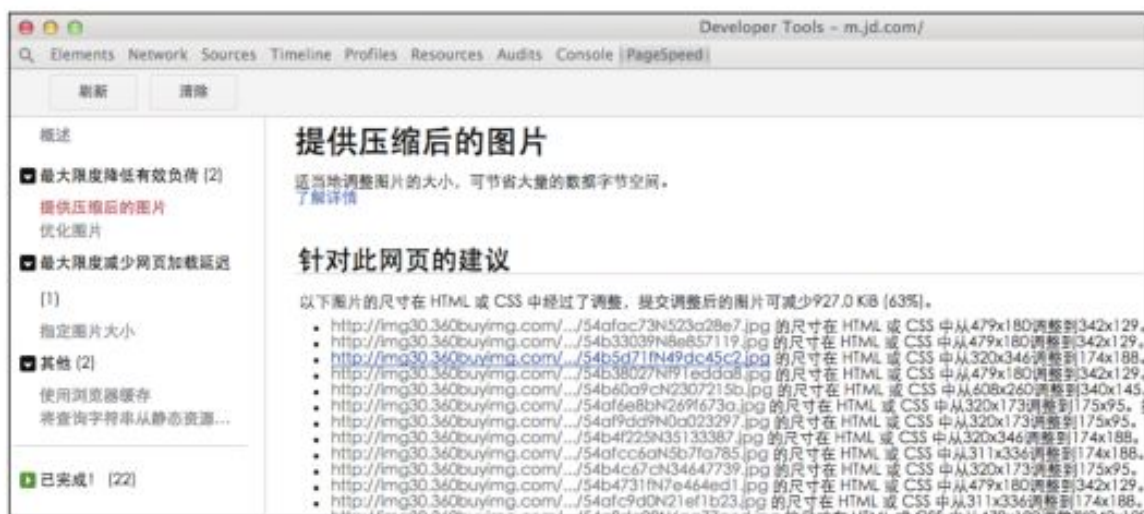 Developer Tools - m.jd.com/
Elements Network Sources Timeline Profiles Resources Audits Console PageSpeed
刷新 清除
概述
最大限度降低有效负荷 (2)
提供压缩后的图片
优化图片
最大限度减少网页加载延迟
(1)
指定图片大小
其他 (2)
使用浏览器缓存
将查询字符串从静态资源...
已完成! (22)
提供压缩后的图片
适当地调整图片的大小，可节省大量的数据字节空间。
了解详情
针对此网页的建议
以下图片的尺寸在 HTML 或 CSS 中经过了调整，提交调整后的图片可减少927.0 KiB (63%)。
http://img30.360buyimg.com/.../54afac73N523a28e7.jpg 的尺寸在 HTML 或 CSS 中从479x180调整到342x129。
http://img30.360buyimg.com/.../54b33039N8e857119.jpg 的尺寸在 HTML 或 CSS 中从479x180调整到342x129。
http://img30.360buyimg.com/.../54b5d71fN49dc45c2.jpg 的尺寸在 HTML 或 CSS 中从320x346调整到174x188。
http://img30.360buyimg.com/.../54b38027Nf91edda8.jpg 的尺寸在 HTML 或 CSS 中从479x180调整到342x129。
http://img30.360buyimg.com/.../54b60a9cN2307215b.jpg 的尺寸在 HTML 或 CSS 中从608x260调整到340x145。
http://img30.360buyimg.com/.../54af6e8bN269f673a.jpg 的尺寸在 HTML 或 CSS 中从320x173调整到175x95。
http://img30.360buyimg.com/.../54af9dd9N0a023297.jpg 的尺寸在 HTML 或 CSS 中从320x173调整到175x95。
http://img30.360buyimg.com/.../54b4f225N35133387.jpg 的尺寸在 HTML 或 CSS 中从320x346调整到174x188。
http://img30.360buyimg.com/.../54afcc6aN5b7fa785.jpg 的尺寸在 HTML 或 CSS 中从311x336调整到174x188。
http://img30.360buyimg.com/.../54b4c67cN34647739.jpg 的尺寸在 HTML 或 CSS 中从320x173调整到175x95。
http://img30.360buyimg.com/.../54b4731fN7e464ed1.jpg 的尺寸在 HTML 或 CSS 中从479x180调整到342x129。
http://img30.360buyimg.com/.../54afc9d0N21ef1b23.jpg 的尺寸在 HTML 或 CSS 中从311x336调整到174x188。